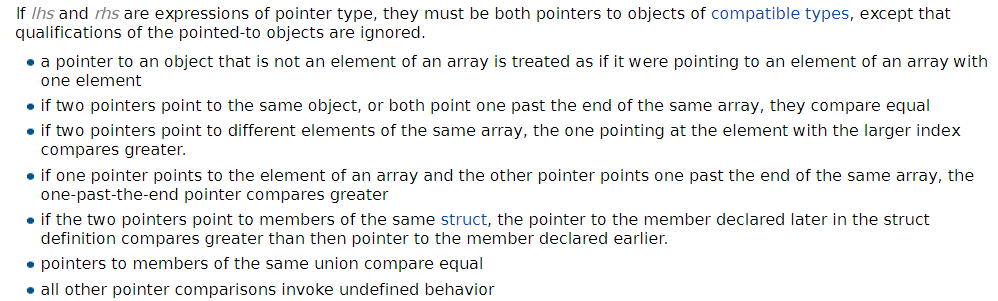 If lhs and rhs are expressions of pointer type, they must be both pointers to objects of compatible types, except that
qualifications of the pointed-to objects are ignored.
• a pointer to an object that is not an element of an array is treated as if it were pointing to an element of an array with
one element
• if two pointers point to the same object, or both point one past the end of the same array, they compare equal
• if two pointers point to different elements of the same array, the one pointing at the element with the larger index
compares greater.
• if one pointer points to the element of an array and the other pointer points one past the end of the same array, the
one-past-the-end pointer compares greater
• if the two pointers point to members of the same struct, the pointer to the member declared later in the struct
definition compares greater than then pointer to the member declared earlier.
• pointers to members of the same union compare equal
• all other pointer comparisons invoke undefined behavior